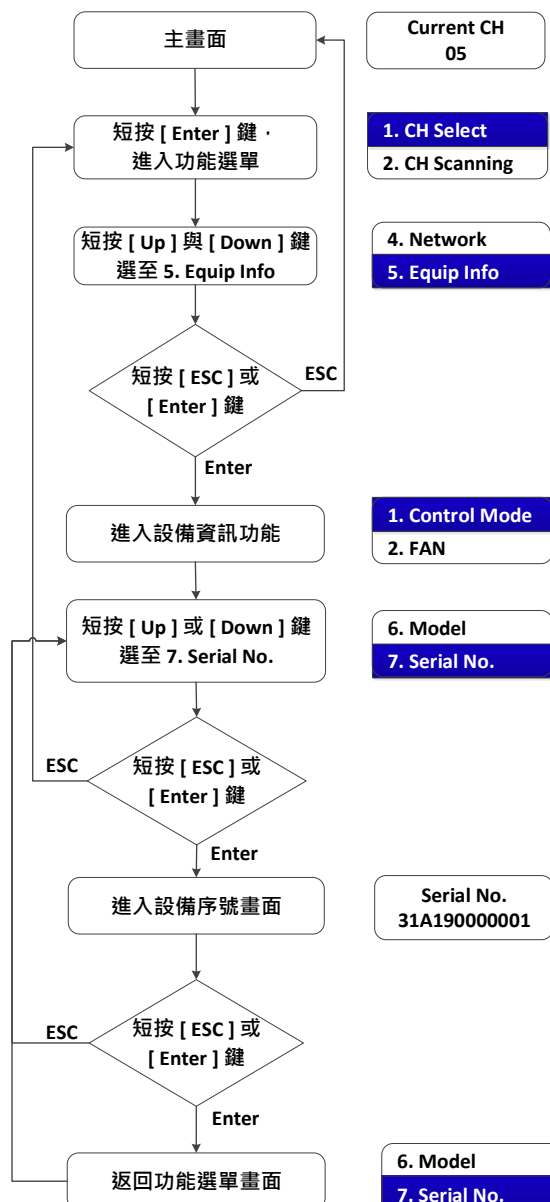 主畫面
Current CH
05
短按 [ Enter ] 鍵，
進入功能選單
1. CH Select
2. CH Scanning
短按 [ Up ] 與 [ Down ] 鍵
選至 5. Equip Info
4. Network
5. Equip Info
短按 [ ESC ] 或
[ Enter ] 鍵
ESC
Enter
進入設備資訊功能
1. Control Mode
2. FAN
短按 [ Up ] 或 [ Down ] 鍵
選至 7. Serial No.
6. Model
7. Serial No.
ESC
短按 [ ESC ] 或
[ Enter ] 鍵
Enter
進入設備序號畫面
Serial No.
31A190000001
ESC
短按 [ ESC ] 或
[ Enter ] 鍵
Enter
返回功能選單畫面
6. Model
7. Serial No.